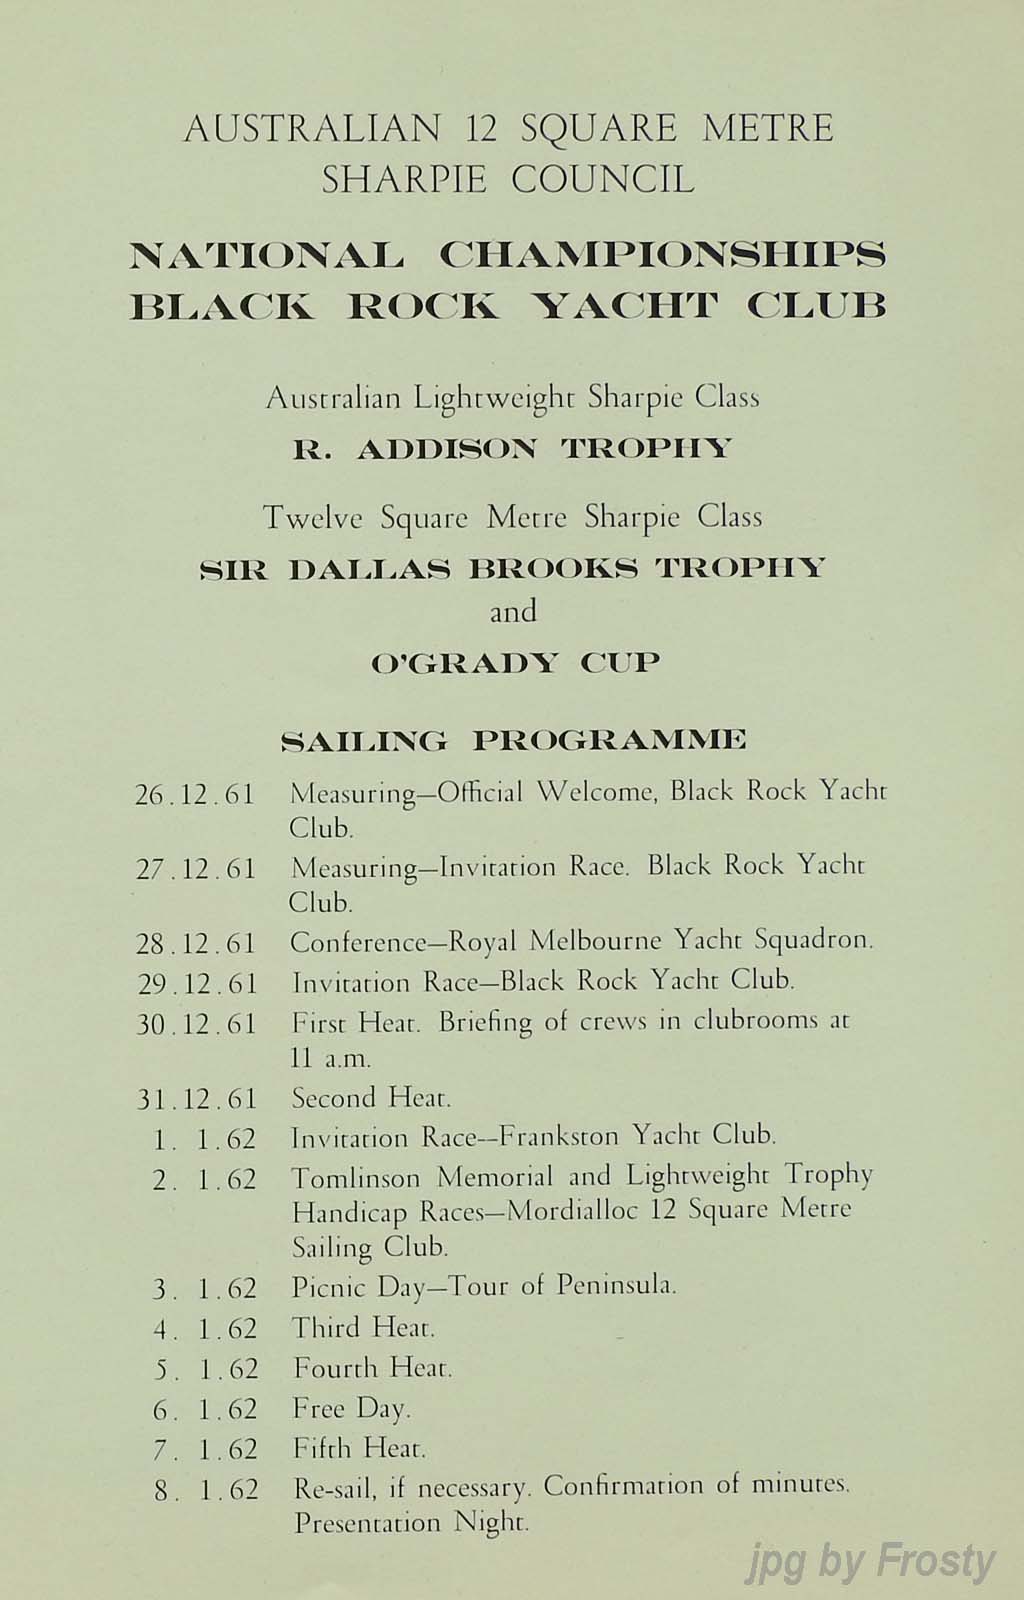 AUSTRALIAN 12 SQUARE METRE
SHARPIE COUNCIL
NATIONAL CHAMPIONSHIPS
BLACK ROCK YACHT CLUB
Australian Lightweight Sharpie Class
R. ADDISON TROPHY
Twelve Square Metre Sharpie Class
SIR DALLAS BROOKS TROPHY
and
O'GRADY CUP
SAILING PROGRAMME
26.12.61 Measuring—Official Welcome, Black Rock Yacht
Club.
27.12.61 Measuring—Invitation Race. Black Rock Yacht
Club.
28.12.61 Conference—Royal Melbourne Yacht Squadron.
29.12.61 Invitation Race—Black Rock Yacht Club.
30.12.61 First Heat. Briefing of crews in clubrooms at
11 a.m.
31.12.61 Second Heat.
1. 1.62 Invitation Race—Frankston Yacht Club.
2. 1.62 Tomlinson Memorial and Lightweight Trophy
Handicap Races—Mordialloc 12 Square Metre
Sailing Club.
3. 1.62 Picnic Day—Tour of Peninsula.
4. 1.62 Third Heat.
5. 1.62 Fourth Heat.
6. 1.62 Free Day.
7. 1.62 Fifth Heat.
8. 1.62 Re-sail, if necessary. Confirmation of minutes.
Presentation Night.
jpg by Frosty